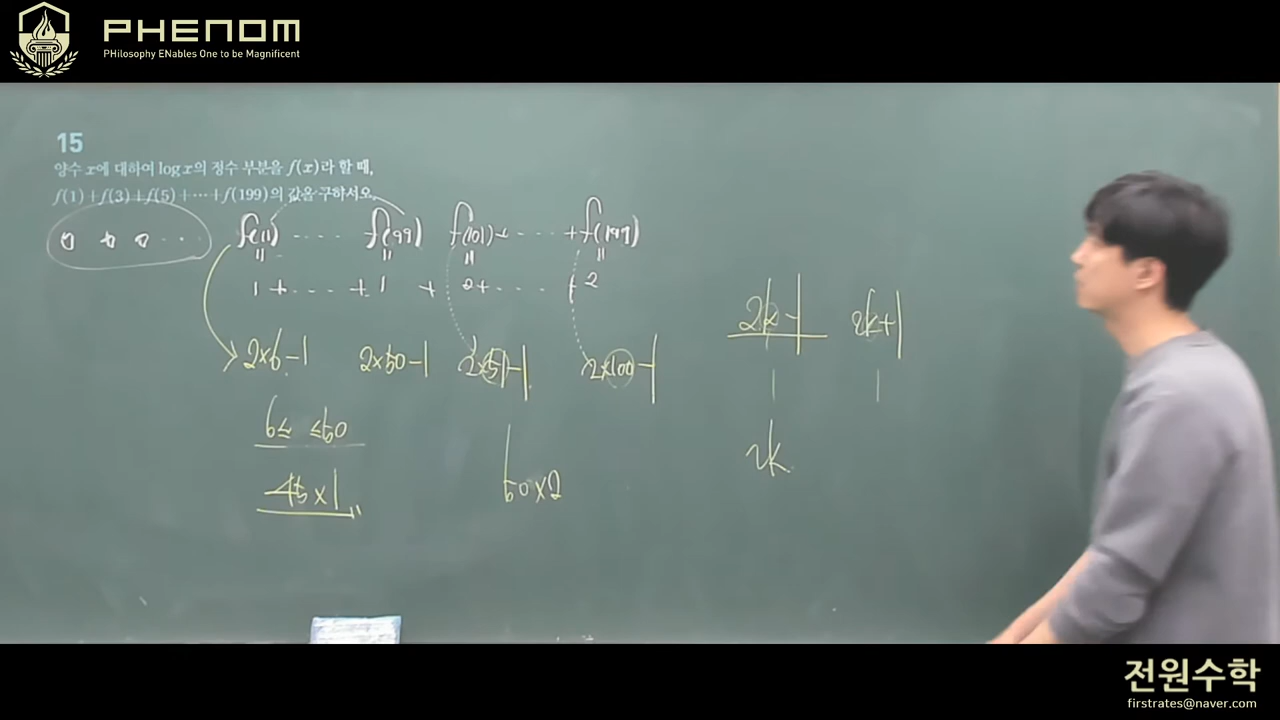 PHENOM
PHilosophy ENables One to be Magnificent
15
양수 x에 대하여 log x의 정수 부분을 f(x)라 할 때,
f(1)+f(3)+f(5)+⋯+f(199)의 값을 구하시오.
0 0 0 ⋯ f(11) ⋯⋯ f(99) f(101)+ ⋯⋯ +f(199)
1+ ⋯⋯ +1 + 2+ ⋯⋯ +2
2k-1 2k+1
2×6-1 2×50-1 2×51-1 2×100-1
1 1
6≤ ≤50
2k
45×1
50×2
전원수학
firstrates@naver.com